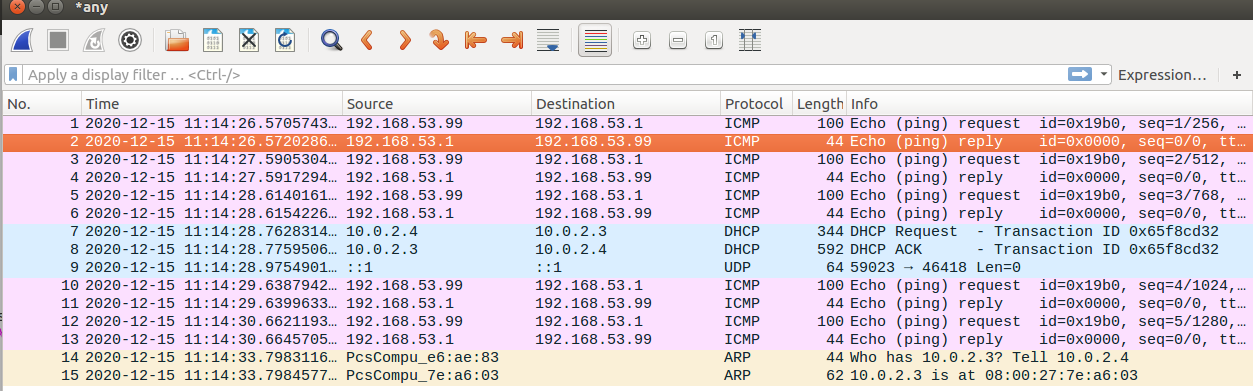 *any
Apply a display filter … <Ctrl-/> Expression… +
No. Time Source Destination Protocol Length Info
1 2020-12-15 11:14:26.5705743… 192.168.53.99 192.168.53.1 ICMP 100 Echo (ping) request id=0x19b0, seq=1/256, …
2 2020-12-15 11:14:26.5720286… 192.168.53.1 192.168.53.99 ICMP 44 Echo (ping) reply id=0x0000, seq=0/0, tt…
3 2020-12-15 11:14:27.5905304… 192.168.53.99 192.168.53.1 ICMP 100 Echo (ping) request id=0x19b0, seq=2/512, …
4 2020-12-15 11:14:27.5917294… 192.168.53.1 192.168.53.99 ICMP 44 Echo (ping) reply id=0x0000, seq=0/0, tt…
5 2020-12-15 11:14:28.6140161… 192.168.53.99 192.168.53.1 ICMP 100 Echo (ping) request id=0x19b0, seq=3/768, …
6 2020-12-15 11:14:28.6154226… 192.168.53.1 192.168.53.99 ICMP 44 Echo (ping) reply id=0x0000, seq=0/0, tt…
7 2020-12-15 11:14:28.7628314… 10.0.2.4 10.0.2.3 DHCP 344 DHCP Request - Transaction ID 0x65f8cd32
8 2020-12-15 11:14:28.7759506… 10.0.2.3 10.0.2.4 DHCP 592 DHCP ACK - Transaction ID 0x65f8cd32
9 2020-12-15 11:14:28.9754901… ::1 ::1 UDP 64 59023 → 46418 Len=0
10 2020-12-15 11:14:29.6387942… 192.168.53.99 192.168.53.1 ICMP 100 Echo (ping) request id=0x19b0, seq=4/1024,…
11 2020-12-15 11:14:29.6399633… 192.168.53.1 192.168.53.99 ICMP 44 Echo (ping) reply id=0x0000, seq=0/0, tt…
12 2020-12-15 11:14:30.6621193… 192.168.53.99 192.168.53.1 ICMP 100 Echo (ping) request id=0x19b0, seq=5/1280,…
13 2020-12-15 11:14:30.6645705… 192.168.53.1 192.168.53.99 ICMP 44 Echo (ping) reply id=0x0000, seq=0/0, tt…
14 2020-12-15 11:14:33.7983116… PcsCompu_e6:ae:83 ARP 44 Who has 10.0.2.3? Tell 10.0.2.4
15 2020-12-15 11:14:33.7984577… PcsCompu_7e:a6:03 ARP 62 10.0.2.3 is at 08:00:27:7e:a6:03